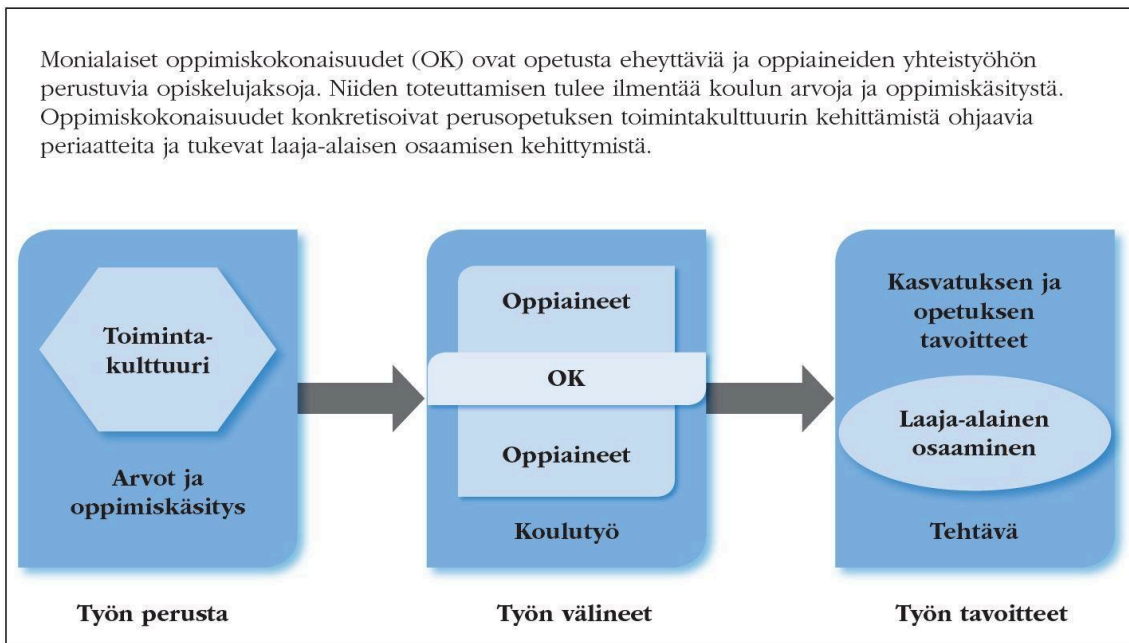 Monialaiset oppimiskokonaisuudet (OK) ovat opetusta eheyttäviä ja oppiaineiden yhteistyöhön
perustuvia opiskelujaksoja. Niiden toteuttamisen tulee ilmentää koulun arvoja ja oppimiskäsitystä.
Oppimiskokonaisuudet konkretisoivat perusopetuksen toimintakulttuurin kehittämistä ohjaavia
periaatteita ja tukevat laaja-alaisen osaamisen kehittymistä.
Toiminta-
kulttuuri
Arvot ja
oppimiskäsitys
Työn perusta
Oppiaineet
OK
Oppiaineet
Koulutyö
Työn välineet
Kasvatuksen ja
opetuksen
tavoitteet
Laaja-alainen
osaaminen
Tehtävä
Työn tavoitteet